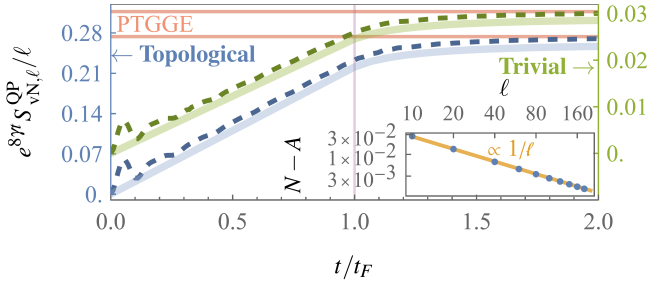 e^{8γt} S^{QP}_{vN,ℓ}/ℓ
0.28
0.21
0.14
0.07
0.
PTGGE
← Topological
Trivial →
0.03
0.02
0.01
0.
ℓ
10 20 40 80 160
N − A
3×10⁻²
1×10⁻²
3×10⁻³
∝ 1/ℓ
0.0 0.5 1.0 1.5 2.0
t/t_F